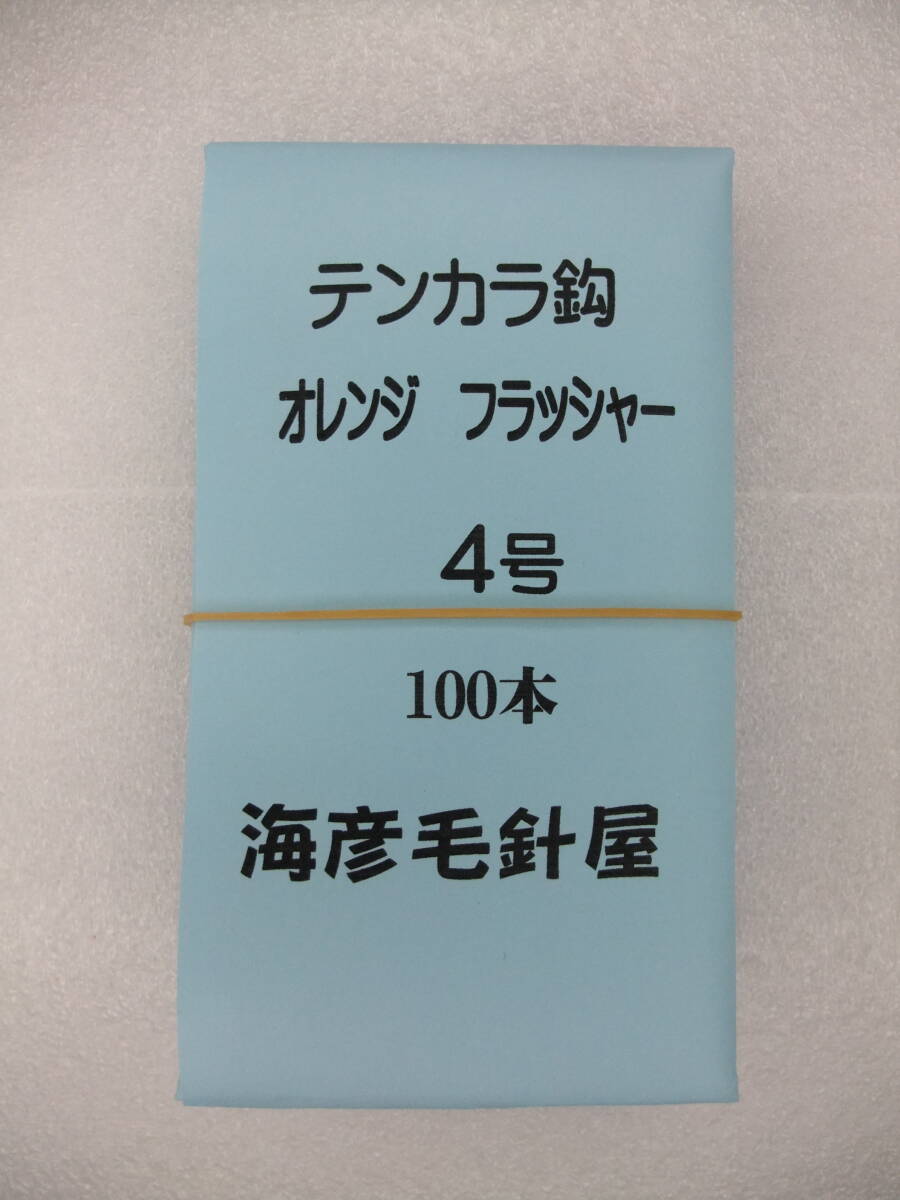 テンカラ鈎
オレンジ　フラッシャー
4号
100本
海彦毛針屋